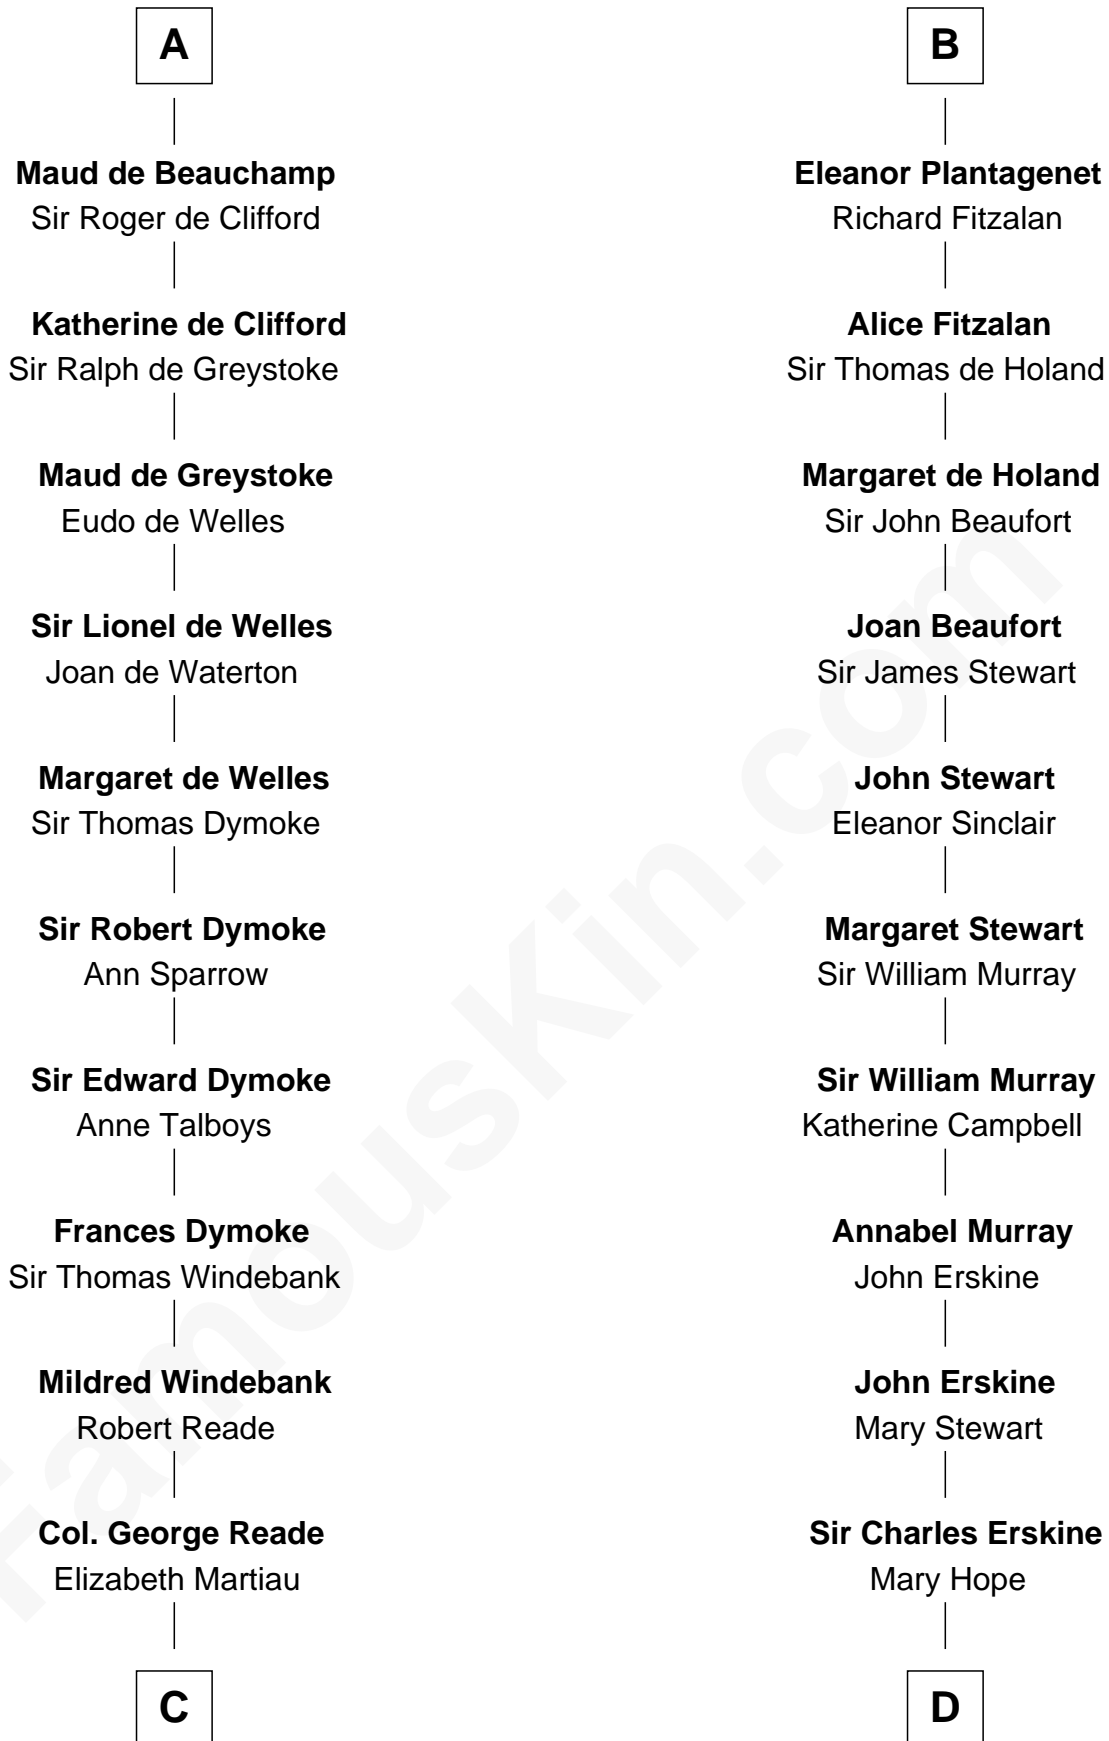 A
Maud de Beauchamp
Sir Roger de Clifford
Katherine de Clifford
Sir Ralph de Greystoke
Maud de Greystoke
Eudo de Welles
Sir Lionel de Welles
Joan de Waterton
Margaret de Welles
Sir Thomas Dymoke
Sir Robert Dymoke
Ann Sparrow
Sir Edward Dymoke
Anne Talboys
Frances Dymoke
Sir Thomas Windebank
Mildred Windebank
Robert Reade
Col. George Reade
Elizabeth Martiau
C
B
Eleanor Plantagenet
Richard Fitzalan
Alice Fitzalan
Sir Thomas de Holand
Margaret de Holand
Sir John Beaufort
Joan Beaufort
Sir James Stewart
John Stewart
Eleanor Sinclair
Margaret Stewart
Sir William Murray
Sir William Murray
Katherine Campbell
Annabel Murray
John Erskine
John Erskine
Mary Stewart
Sir Charles Erskine
Mary Hope
D
FamousKin.com